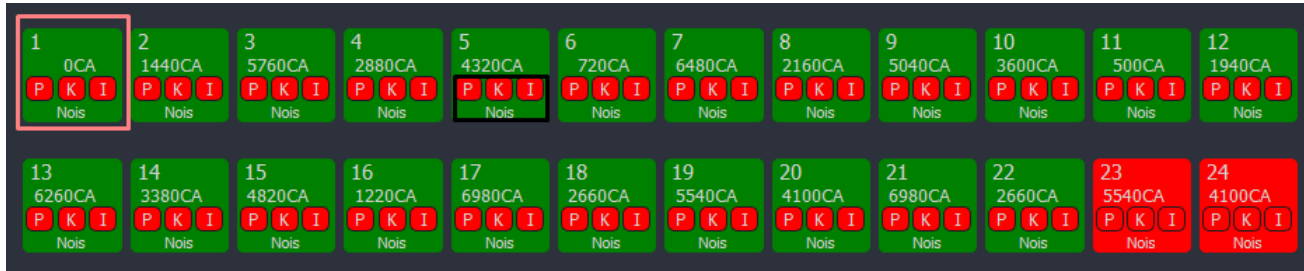 1 2 3 4 5 6 7 8 9 10 11 12
0CA 1440CA 5760CA 2880CA 4320CA 720CA 6480CA 2160CA 5040CA 3600CA 500CA 1940CA
P K I P K I P K I P K I P K I P K I P K I P K I P K I P K I P K I P K I
Nois Nois Nois Nois Nois Nois Nois Nois Nois Nois Nois Nois
13 14 15 16 17 18 19 20 21 22 23 24
6260CA 3380CA 4820CA 1220CA 6980CA 2660CA 5540CA 4100CA 6980CA 2660CA 5540CA 4100CA
P K I P K I P K I P K I P K I P K I P K I P K I P K I P K I P K I P K I
Nois Nois Nois Nois Nois Nois Nois Nois Nois Nois Nois Nois